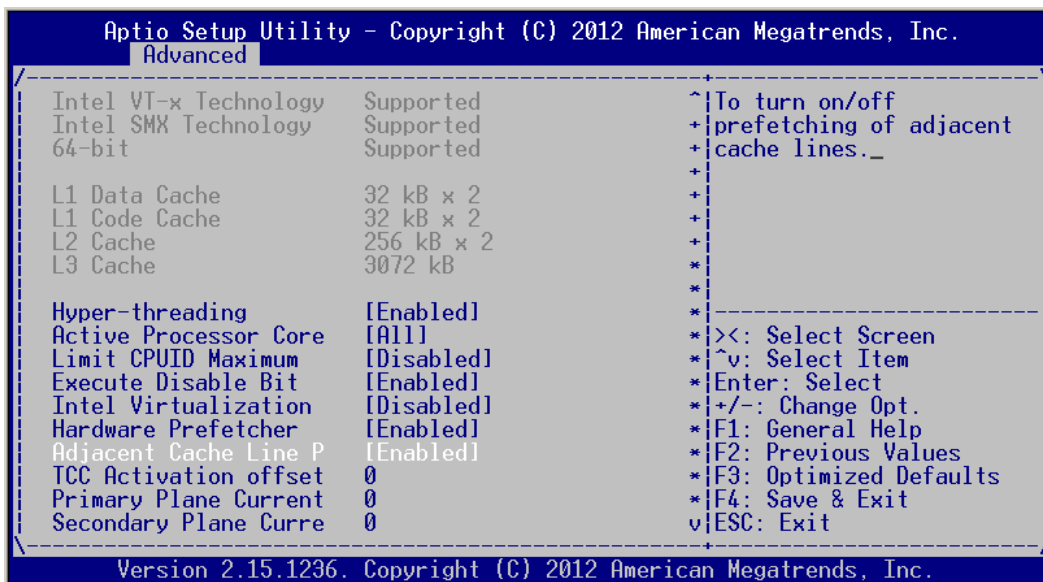 Aptio Setup Utility - Copyright (C) 2012 American Megatrends, Inc.
Advanced
Intel VT-x Technology Supported
Intel SMX Technology Supported
64-bit Supported
L1 Data Cache 32 kB x 2
L1 Code Cache 32 kB x 2
L2 Cache 256 kB x 2
L3 Cache 3072 kB
Hyper-threading [Enabled]
Active Processor Core [All]
Limit CPUID Maximum [Disabled]
Execute Disable Bit [Enabled]
Intel Virtualization [Disabled]
Hardware Prefetcher [Enabled]
Adjacent Cache Line P [Enabled]
TCC Activation offset 0
Primary Plane Current 0
Secondary Plane Curre 0
To turn on/off
prefetching of adjacent
cache lines._
><: Select Screen
^v: Select Item
Enter: Select
+/-: Change Opt.
F1: General Help
F2: Previous Values
F3: Optimized Defaults
F4: Save & Exit
ESC: Exit
Version 2.15.1236. Copyright (C) 2012 American Megatrends, Inc.